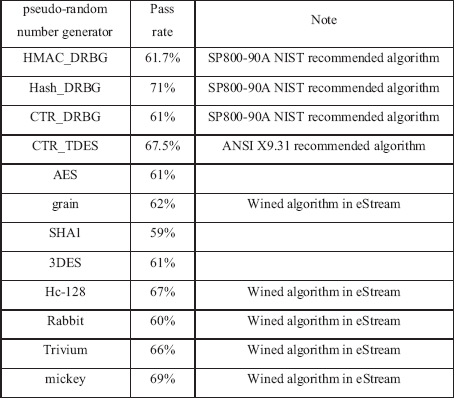 pseudo-random number generator Pass rate Note
HMAC_DRBG 61.7% SP800-90A NIST recommended algorithm
Hash_DRBG 71% SP800-90A NIST recommended algorithm
CTR_DRBG 61% SP800-90A NIST recommended algorithm
CTR_TDES 67.5% ANSI X9.31 recommended algorithm
AES 61%
grain 62% Wined algorithm in eStream
SHA1 59%
3DES 61%
Hc-128 67% Wined algorithm in eStream
Rabbit 60% Wined algorithm in eStream
Trivium 66% Wined algorithm in eStream
mickey 69% Wined algorithm in eStream